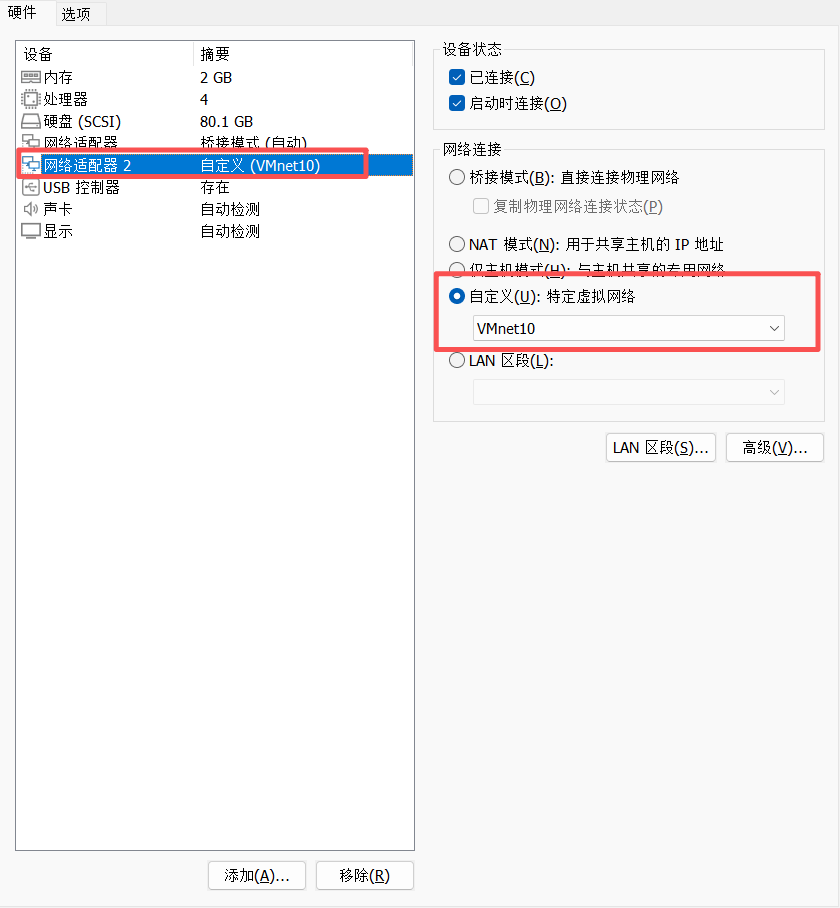 硬件 选项
设备 摘要
内存 2 GB
处理器 4
硬盘 (SCSI) 80.1 GB
网络适配器 桥接模式 (自动)
网络适配器 2 自定义 (VMnet10)
USB 控制器 存在
声卡 自动检测
显示 自动检测
添加(A)... 移除(R)
设备状态
已连接(C)
启动时连接(O)
网络连接
桥接模式(B): 直接连接物理网络
复制物理网络连接状态(P)
NAT 模式(N): 用于共享主机的 IP 地址
仅主机模式(H): 与主机共享的专用网络
自定义(U): 特定虚拟网络
VMnet10
LAN 区段(L):
LAN 区段(S)... 高级(V)...